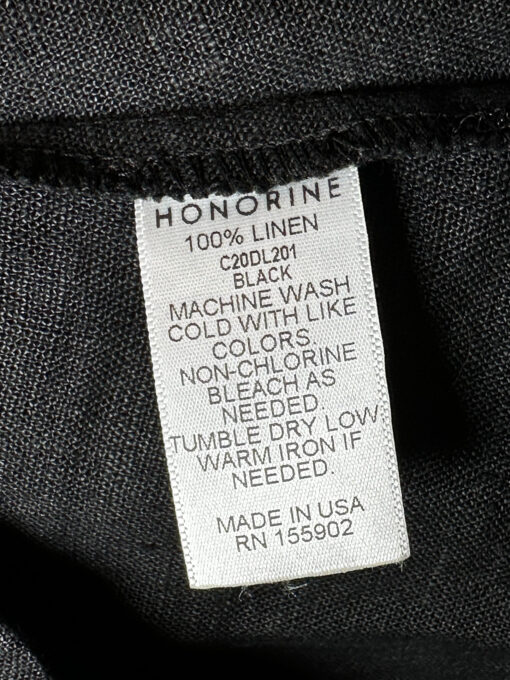 HONORINE
100% LINEN
C20DL201
BLACK
MACHINE WASH
COLD WITH LIKE
COLORS.
NON-CHLORINE
BLEACH AS
NEEDED.
TUMBLE DRY LOW.
WARM IRON IF
NEEDED.
MADE IN USA
RN 155902